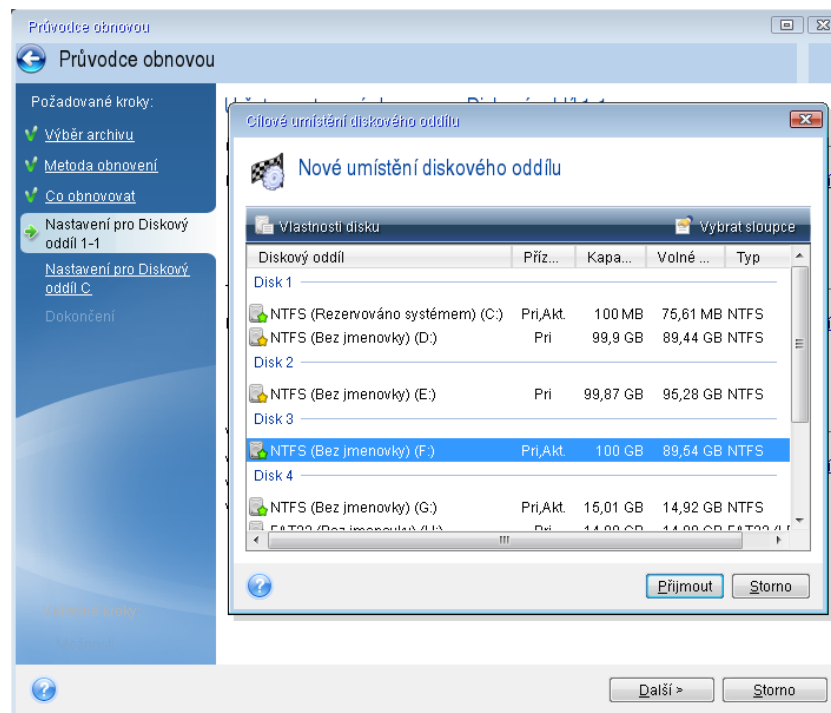 Průvodce obnovou
Průvodce obnovou
Požadované kroky:
Výběr archivu
Metoda obnovení
Co obnovovat
Nastavení pro Diskový
oddíl 1-1
Nastavení pro Diskový
oddíl C
Dokončení
Cílové umístění diskového oddílu
Nové umístění diskového oddílu
Vlastnosti disku Vybrat sloupce
Diskový oddíl Příz... Kapa... Volné ... Typ
Disk 1
NTFS (Rezervováno systémem) (C:) Pri,Akt. 100 MB 75,61 MB NTFS
NTFS (Bez jmenovky) (D:) Pri 99,9 GB 89,44 GB NTFS
Disk 2
NTFS (Bez jmenovky) (E:) Pri 99,87 GB 95,28 GB NTFS
Disk 3
NTFS (Bez jmenovky) (F:) Pri,Akt. 100 GB 89,54 GB NTFS
Disk 4
NTFS (Bez jmenovky) (G:) Pri,Akt. 15,01 GB 14,92 GB NTFS
Přijmout Storno
Další > Storno